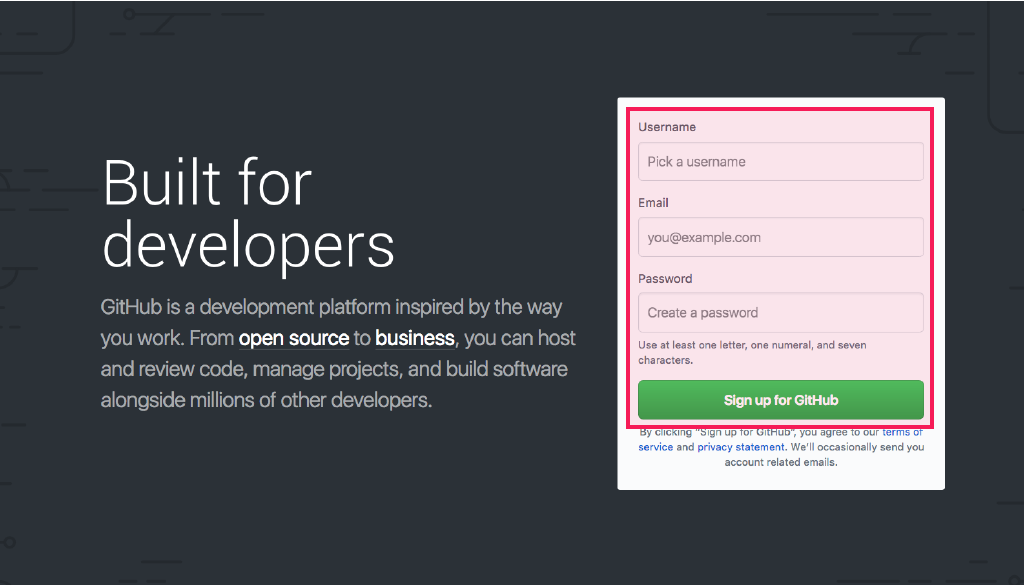 Built for
developers
GitHub is a development platform inspired by the way
you work. From open source to business, you can host
and review code, manage projects, and build software
alongside millions of other developers.
Username
Pick a username
Email
you@example.com
Password
Create a password
Use at least one letter, one numeral, and seven
characters.
Sign up for GitHub
By clicking "Sign up for GitHub", you agree to our terms of
service and privacy statement. We'll occasionally send you
account related emails.